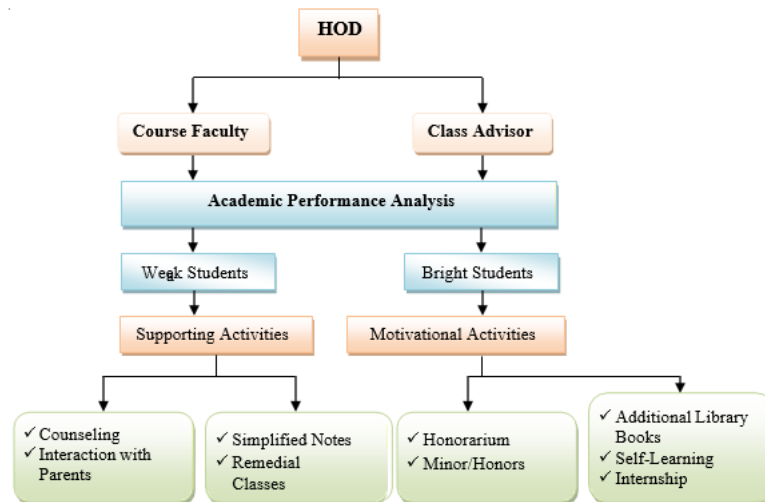 HOD
Course Faculty
Class Advisor
Academic Performance Analysis
Weak Students
Bright Students
Supporting Activities
Motivational Activities
✓ Counseling
✓ Interaction with
Parents
✓ Simplified Notes
✓ Remedial
Classes
✓ Honorarium
✓ Minor/Honors
✓ Additional Library
Books
✓ Self-Learning
✓ Internship